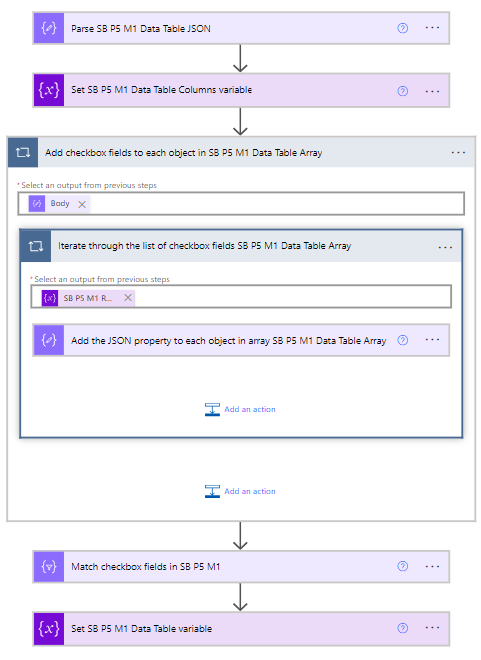 Parse SB P5 M1 Data Table JSON
Set SB P5 M1 Data Table Columns variable
Add checkbox fields to each object in SB P5 M1 Data Table Array
*Select an output from previous steps
Body
Iterate through the list of checkbox fields SB P5 M1 Data Table Array
*Select an output from previous steps
{x} SB P5 M1 R...
Add the JSON property to each object in array SB P5 M1 Data Table Array
Add an action
Add an action
Match checkbox fields in SB P5 M1
{x} Set SB P5 M1 Data Table variable